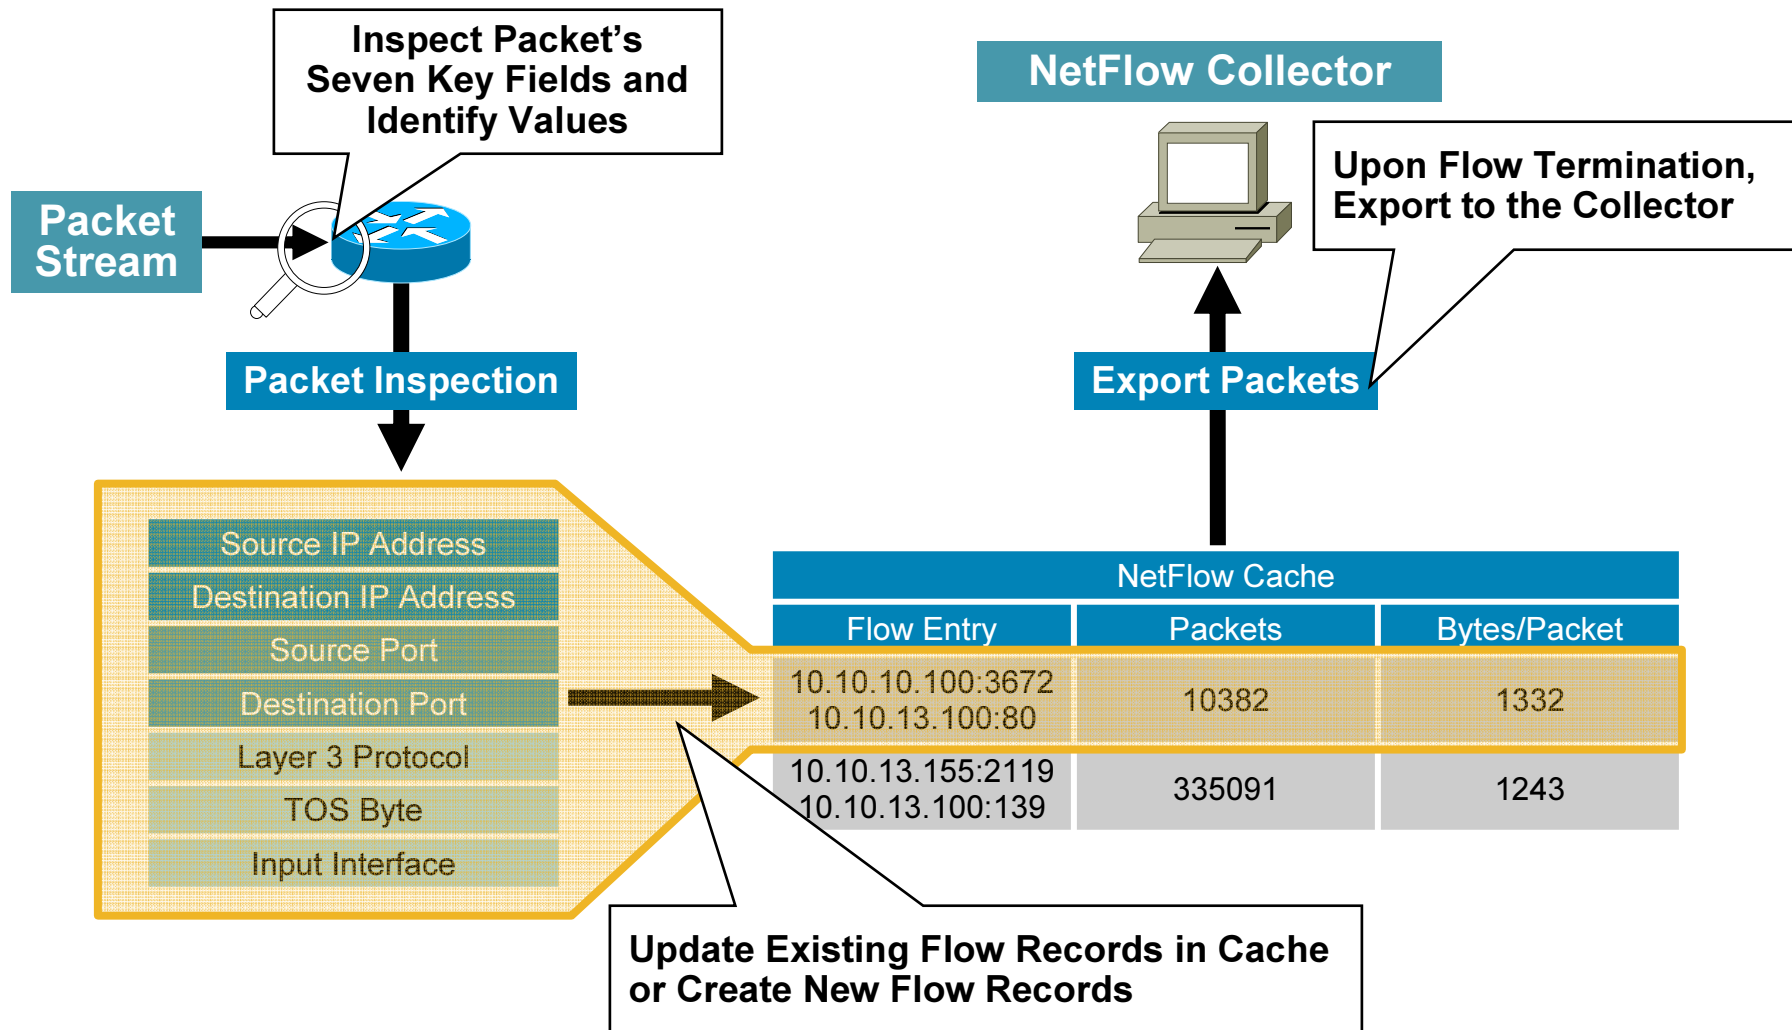 Inspect Packet’s
Seven Key Fields and
Identify Values
NetFlow Collector
Upon Flow Termination,
Export to the Collector
Packet
Stream
Packet Inspection
Export Packets
Source IP Address
Destination IP Address
Source Port
Destination Port
Layer 3 Protocol
TOS Byte
Input Interface
NetFlow Cache
Flow Entry
Packets
Bytes/Packet
10.10.10.100:3672
10.10.13.100:80
10382
1332
10.10.13.155:2119
10.10.13.100:139
335091
1243
Update Existing Flow Records in Cache
or Create New Flow Records